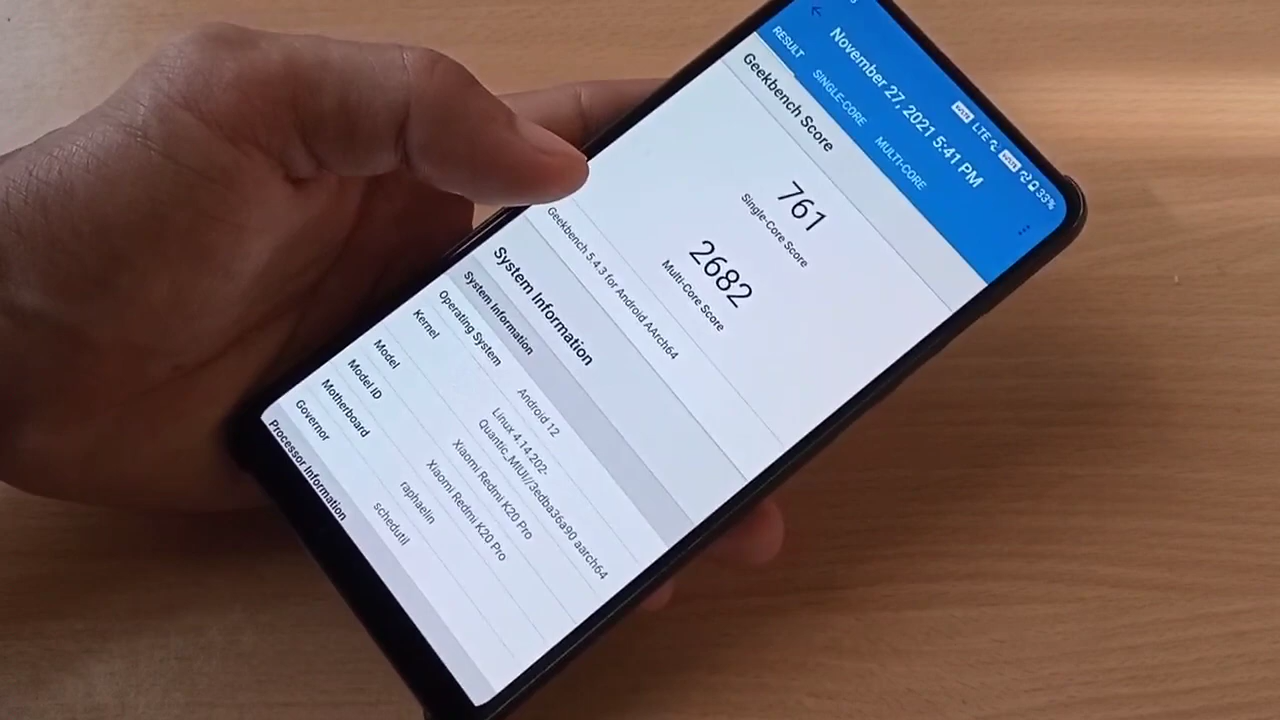 LTE 33%
November 27, 2021 5:41 PM
RESULT SINGLE-CORE MULTI-CORE
Geekbench Score
761
Single-Core Score
2682
Multi-Core Score
Geekbench 5.4.3 for Android AArch64
System Information
System Information
Operating System Android 12
Kernel Linux 4.14.202-
Quantic_MIUI//3edba36a90 aarch64
Model Xiaomi Redmi K20 Pro
Model ID Xiaomi Redmi K20 Pro
Motherboard raphaelin
Governor schedutil
Processor Information